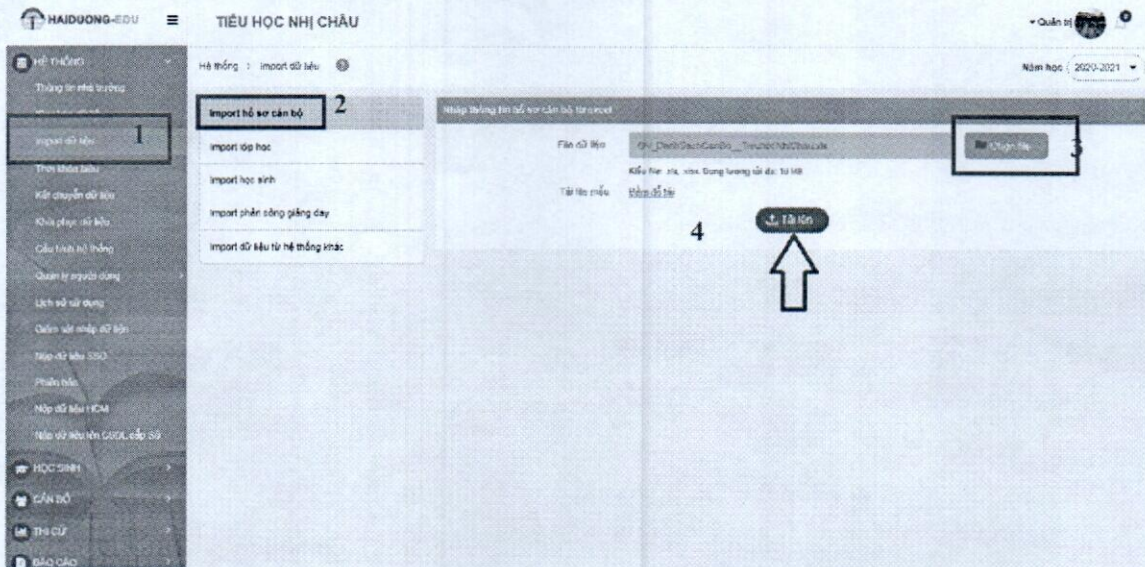 HAIDUONG-EDU
TIỂU HỌC NHỊ CHÂU
Quản trị
HỆ THỐNG
Thông tin nhà trường
Import dữ liệu
1
Thời khóa biểu
Kết chuyển dữ liệu
Khôi phục dữ liệu
Cấu hình hệ thống
Quản lý người dùng
Lịch sử sử dụng
Giám sát nhập dữ liệu
Nộp dữ liệu SSO
Phiên bản
Nộp dữ liệu HCM
Nộp dữ liệu lên CSDL cấp Sở
HỌC SINH
CÁN BỘ
THI CỬ
BÁO CÁO
Hệ thống > Import dữ liệu
Năm học 2020-2021
Import hồ sơ cán bộ
2
Import lớp học
Import học sinh
Import phân công giảng dạy
Import dữ liệu từ hệ thống khác
Nhập thông tin hồ sơ cán bộ từ excel
File dữ liệu
Chọn file
3
Kiểu file: .xls, .xlsx. Dung lượng tối đa: 10 MB
Tải file mẫu
4
Tải lên